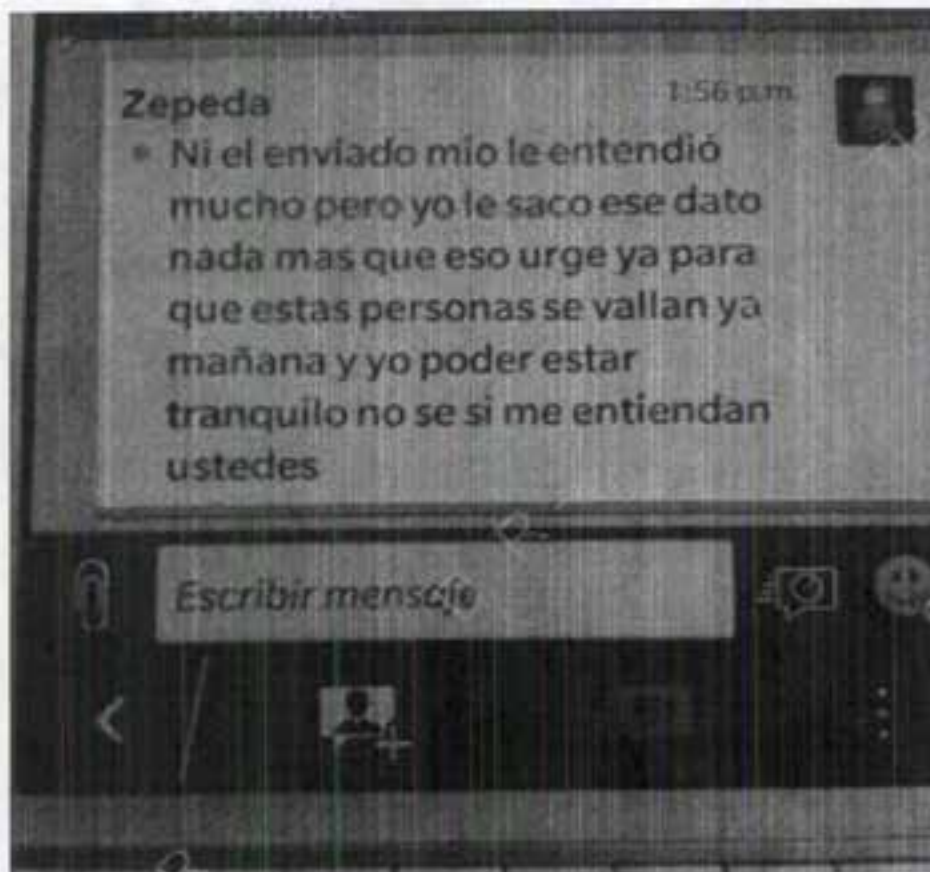 Zepeda
1:56 p.m.
Ni el enviado mio le entendió
mucho pero yo le saco ese dato
nada mas que eso urge ya para
que estas personas se vallan ya
mañana y yo poder estar
tranquilo no se si me entiendan
ustedes
Escribir mensaje